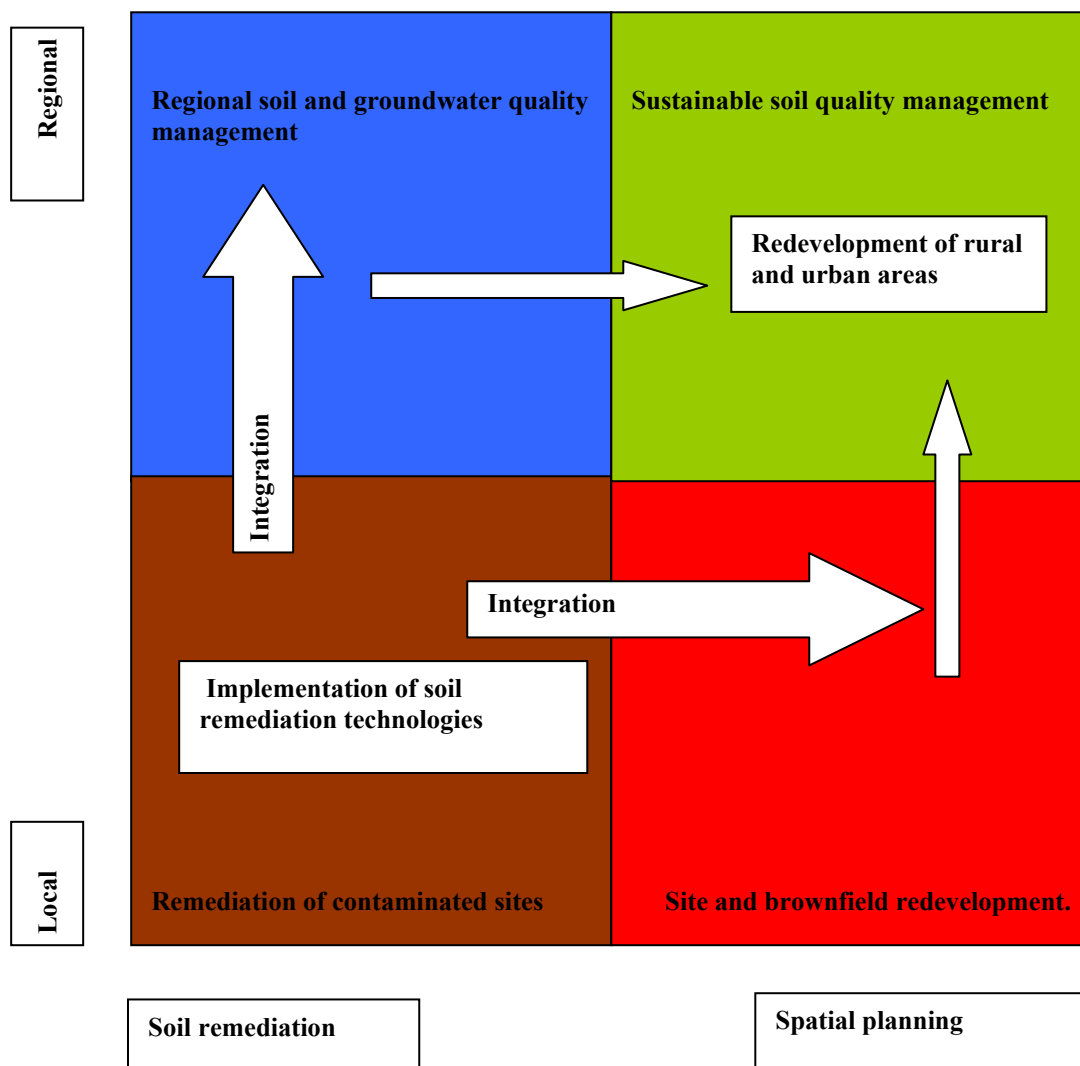 Regional
Regional soil and groundwater quality
management
Sustainable soil quality management
Redevelopment of rural
and urban areas
Integration
Integration
Implementation of soil
remediation technologies
Local
Remediation of contaminated sites
Site and brownfield redevelopment.
Soil remediation
Spatial planning